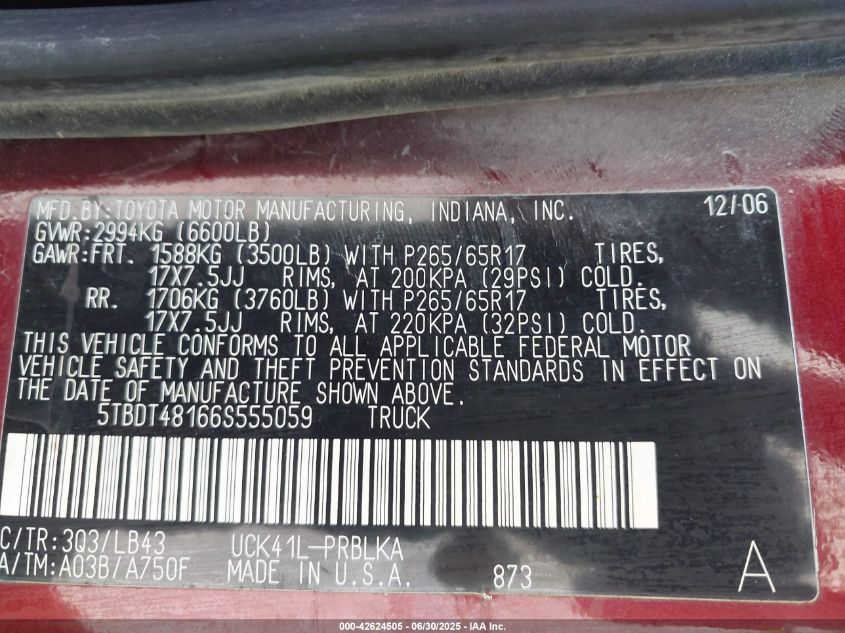 MFD.BY:TOYOTA MOTOR MANUFACTURING, INDIANA, INC. 12/06
GVWR:2994KG (6600LB)
GAWR:FRT. 1588KG (3500LB) WITH P265/65R17 TIRES,
17X7.5JJ RIMS, AT 200KPA (29PSI) COLD.
RR. 1706KG (3760LB) WITH P265/65R17 TIRES,
17X7.5JJ RIMS, AT 220KPA (32PSI) COLD.
THIS VEHICLE CONFORMS TO ALL APPLICABLE FEDERAL MOTOR
VEHICLE SAFETY AND THEFT PREVENTION STANDARDS IN EFFECT ON
THE DATE OF MANUFACTURE SHOWN ABOVE.
5TBDT48166S555059 TRUCK
C/TR:3Q3/LB43 UCK41L-PRBLKA
A/TM:A03B/A750F MADE IN U.S.A. 873 A
000-42624505 - 06/30/2025 - IAA Inc.